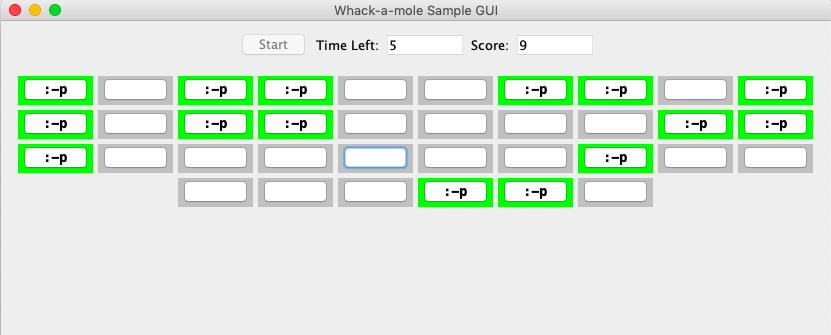 Whack-a-mole Sample GUI
Start Time Left: 5 Score: 9
:-p :-p :-p :-p :-p :-p
:-p :-p :-p :-p :-p
:-p :-p
:-p :-p